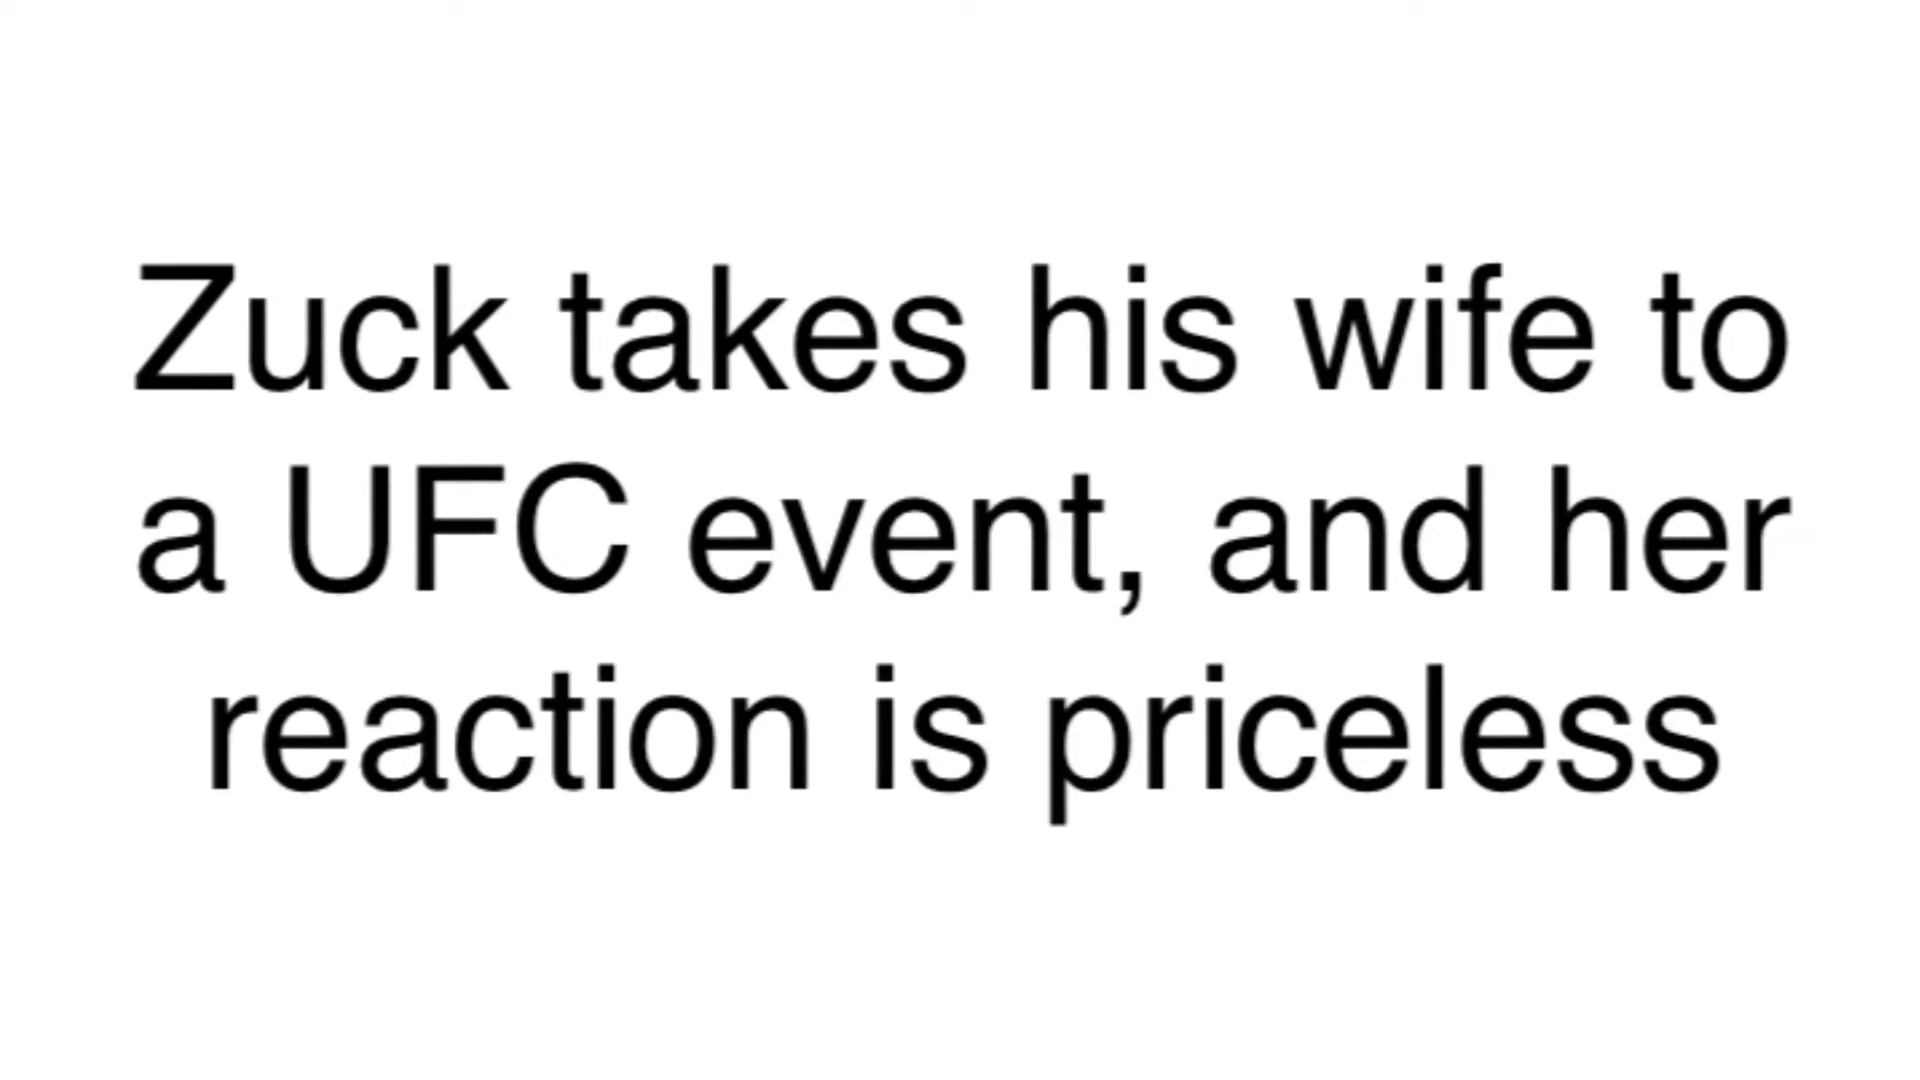 Zuck takes his wife to
a UFC event, and her
reaction is priceless